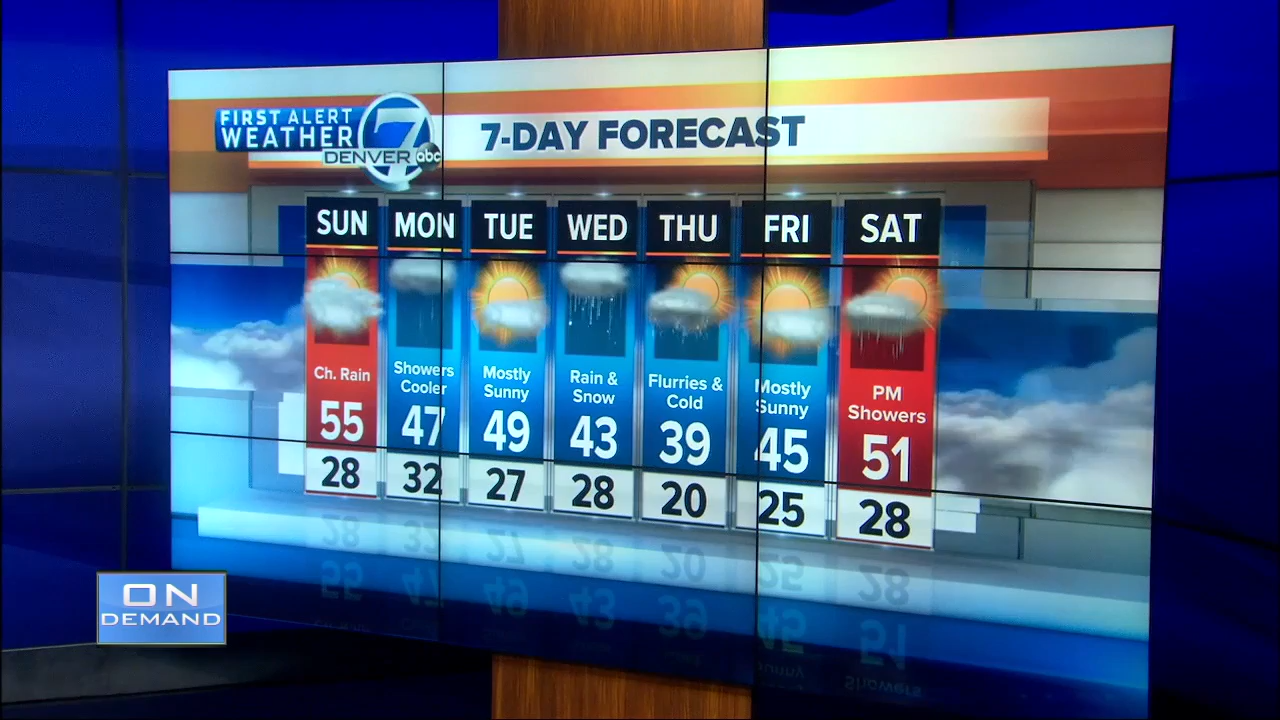 FIRST ALERT
WEATHER
7
DENVER abc
7-DAY FORECAST
SUN MON TUE WED THU FRI SAT
Ch. Rain
55
28
Showers
Cooler
47
32
Mostly
Sunny
49
27
Rain &
Snow
43
28
Flurries &
Cold
39
20
Mostly
Sunny
45
25
PM
Showers
51
28
ON
DEMAND